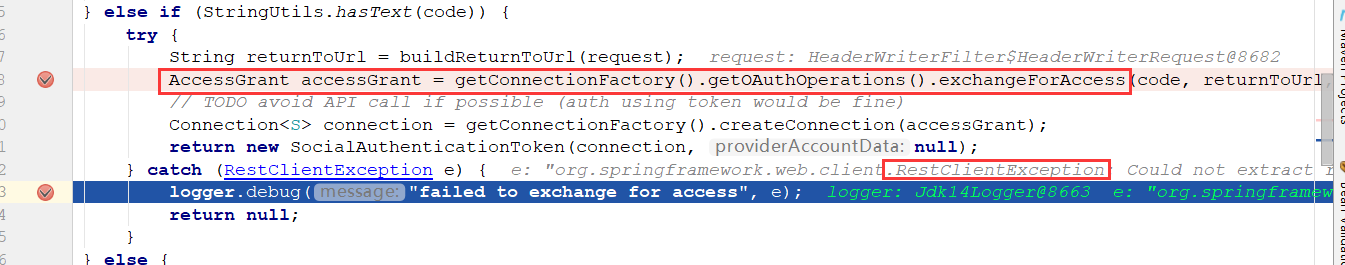 5 } else if (StringUtils.hasText(code)) {
6 try {
7 String returnToUrl = buildReturnToUrl(request); request: HeaderWriterFilter$HeaderWriterRequest@8682
8 AccessGrant accessGrant = getConnectionFactory().getOAuthOperations().exchangeForAccess(code, returnToUrl,
9 // TODO avoid API call if possible (auth using token would be fine)
0 Connection<S> connection = getConnectionFactory().createConnection(accessGrant);
1 return new SocialAuthenticationToken(connection, providerAccountData: null);
2 } catch (RestClientException e) { e: "org.springframework.web.client.RestClientException: Could not extract r
3 logger.debug( message: "failed to exchange for access", e); logger: Jdk14Logger@8663 e: "org.springframew
4 return null;
5 }
6 } else {
Maven Projects
Bean Validatio